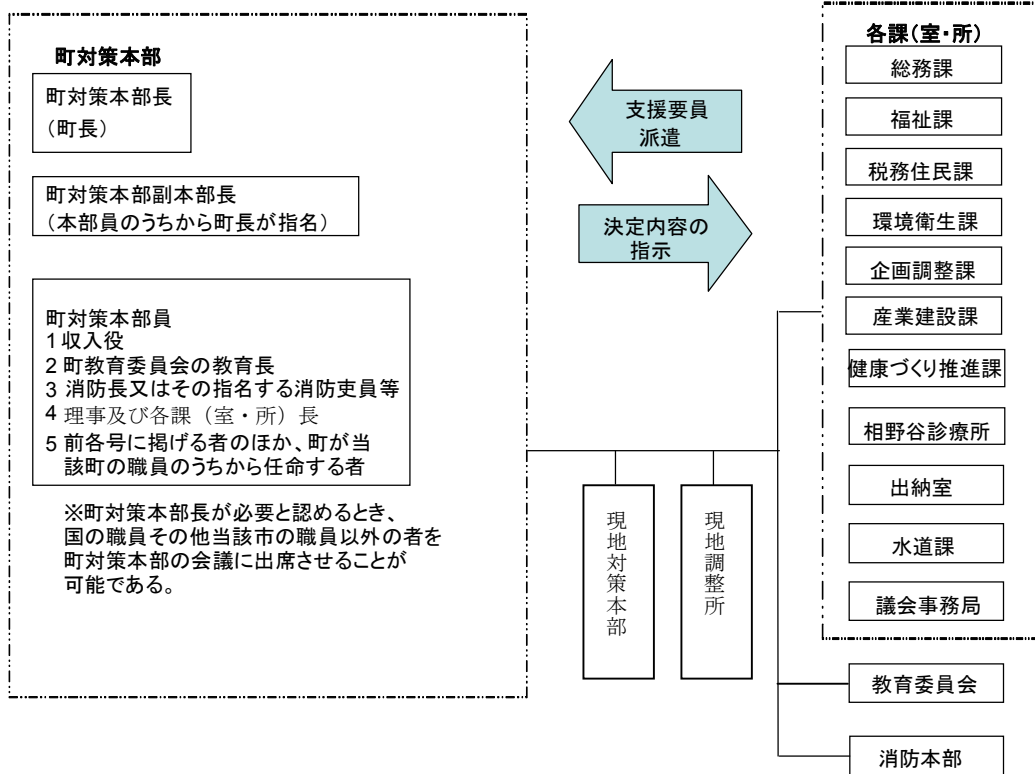 町対策本部
町対策本部長
（町長）
町対策本部副本部長
（本部員のうちから町長が指名）
町対策本部員
1 収入役
2 町教育委員会の教育長
3 消防長又はその指名する消防吏員等
4 理事及び各課（室・所）長
5 前各号に掲げる者のほか、町が当
該町の職員のうちから任命する者
※町対策本部長が必要と認めるとき、
国の職員その他当該市の職員以外の者を
町対策本部の会議に出席させることが
可能である。
支援要員
派遣
決定内容の
指示
現地対策本部
現地調整所
各課（室・所）
総務課
福祉課
税務住民課
環境衛生課
企画調整課
産業建設課
健康づくり推進課
相野谷診療所
出納室
水道課
議会事務局
教育委員会
消防本部